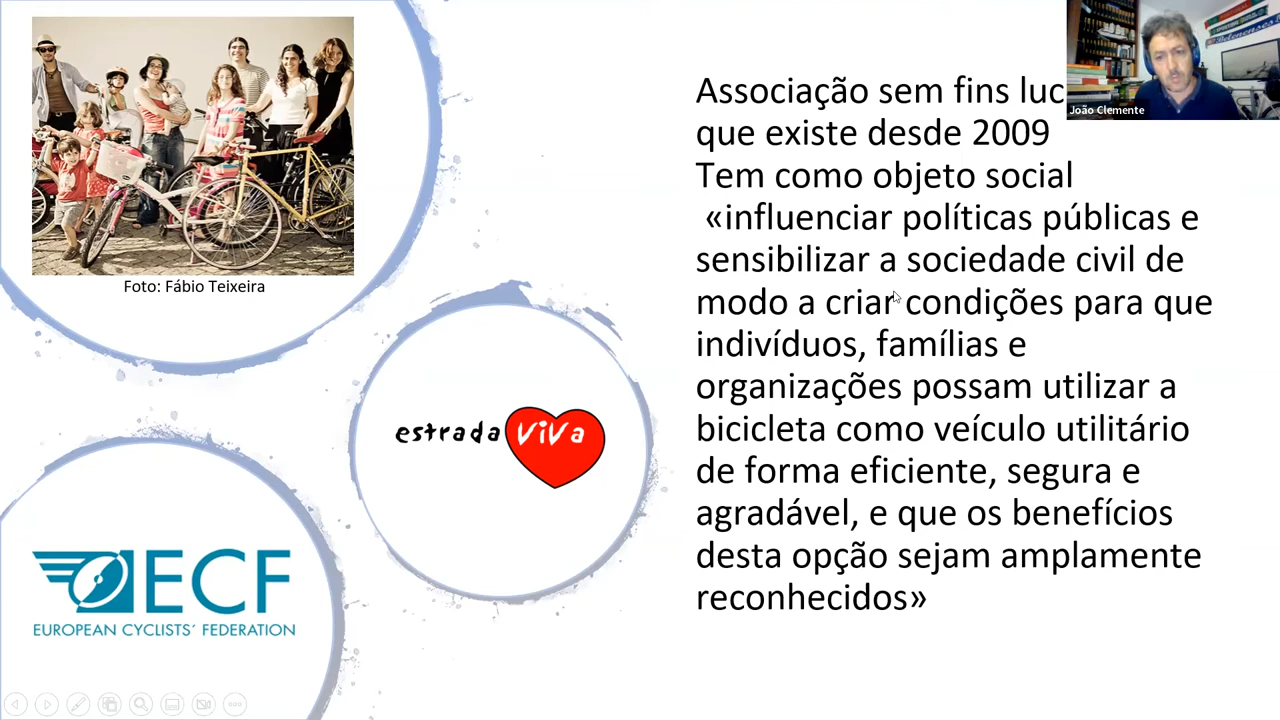 Foto: Fábio Teixeira
estrada viva
ECF
EUROPEAN CYCLISTS´ FEDERATION
Associação sem fins
que existe desde 2009
Tem como objeto social
«influenciar políticas públicas e
sensibilizar a sociedade civil de
modo a criar condições para que
indivíduos, famílias e
organizações possam utilizar a
bicicleta como veículo utilitário
de forma eficiente, segura e
agradável, e que os benefícios
desta opção sejam amplamente
reconhecidos»
João Clemente